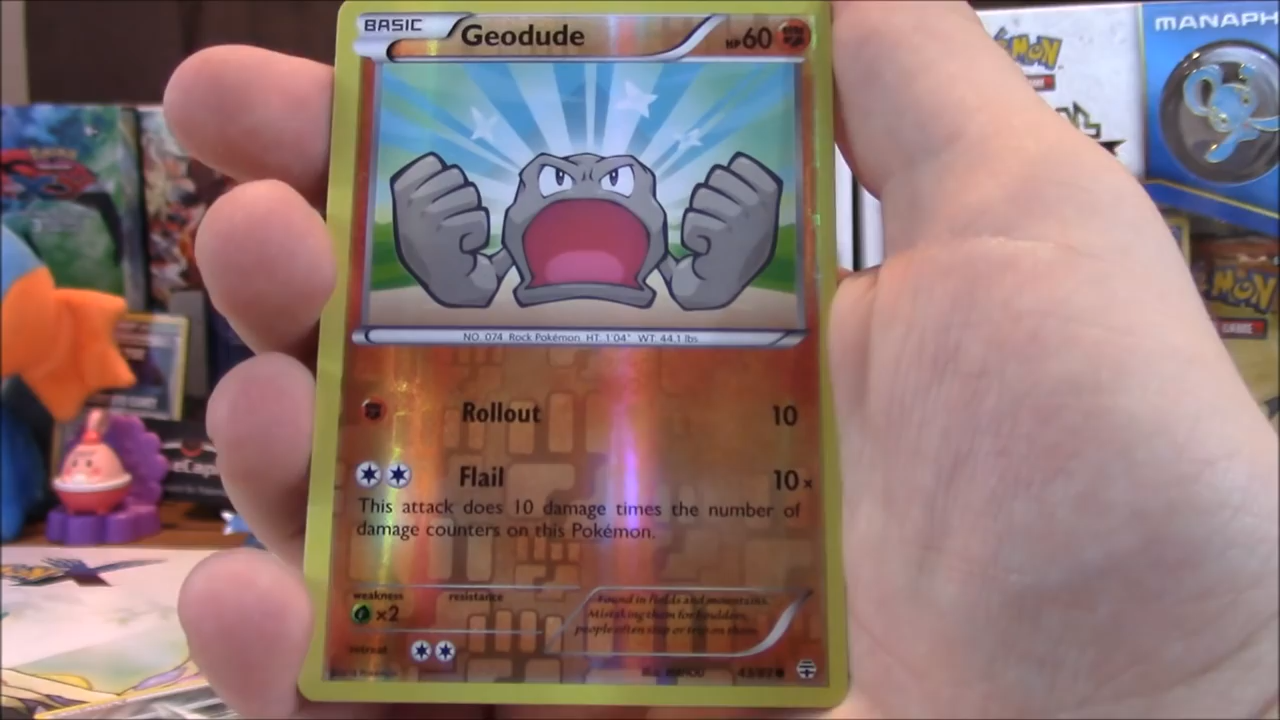 BASIC
Geodude
HP60
MANAPH
NO. 074 Rock Pokémon HT: 1'04" WT: 44.1 lbs.
Rollout 10
Flail 10×
This attack does 10 damage times the number of
damage counters on this Pokémon.
weakness
×2
resistance
retreat
Found in fields and mountains.
Mistaking them for boulders,
people often step or trip on them.
GAME